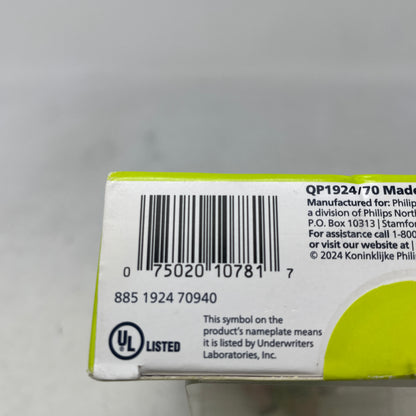 QP1924/70 Made
Manufactured for: Philip
a division of Philips North
P.O. Box 10313 | Stamfor
For assistance call 1-800
or visit our website at |
© 2024 Koninklijke Phili
0 75020 10781 7
885 1924 70940
UL LISTED
This symbol on the
product's nameplate means
it is listed by Underwriters
Laboratories, Inc.